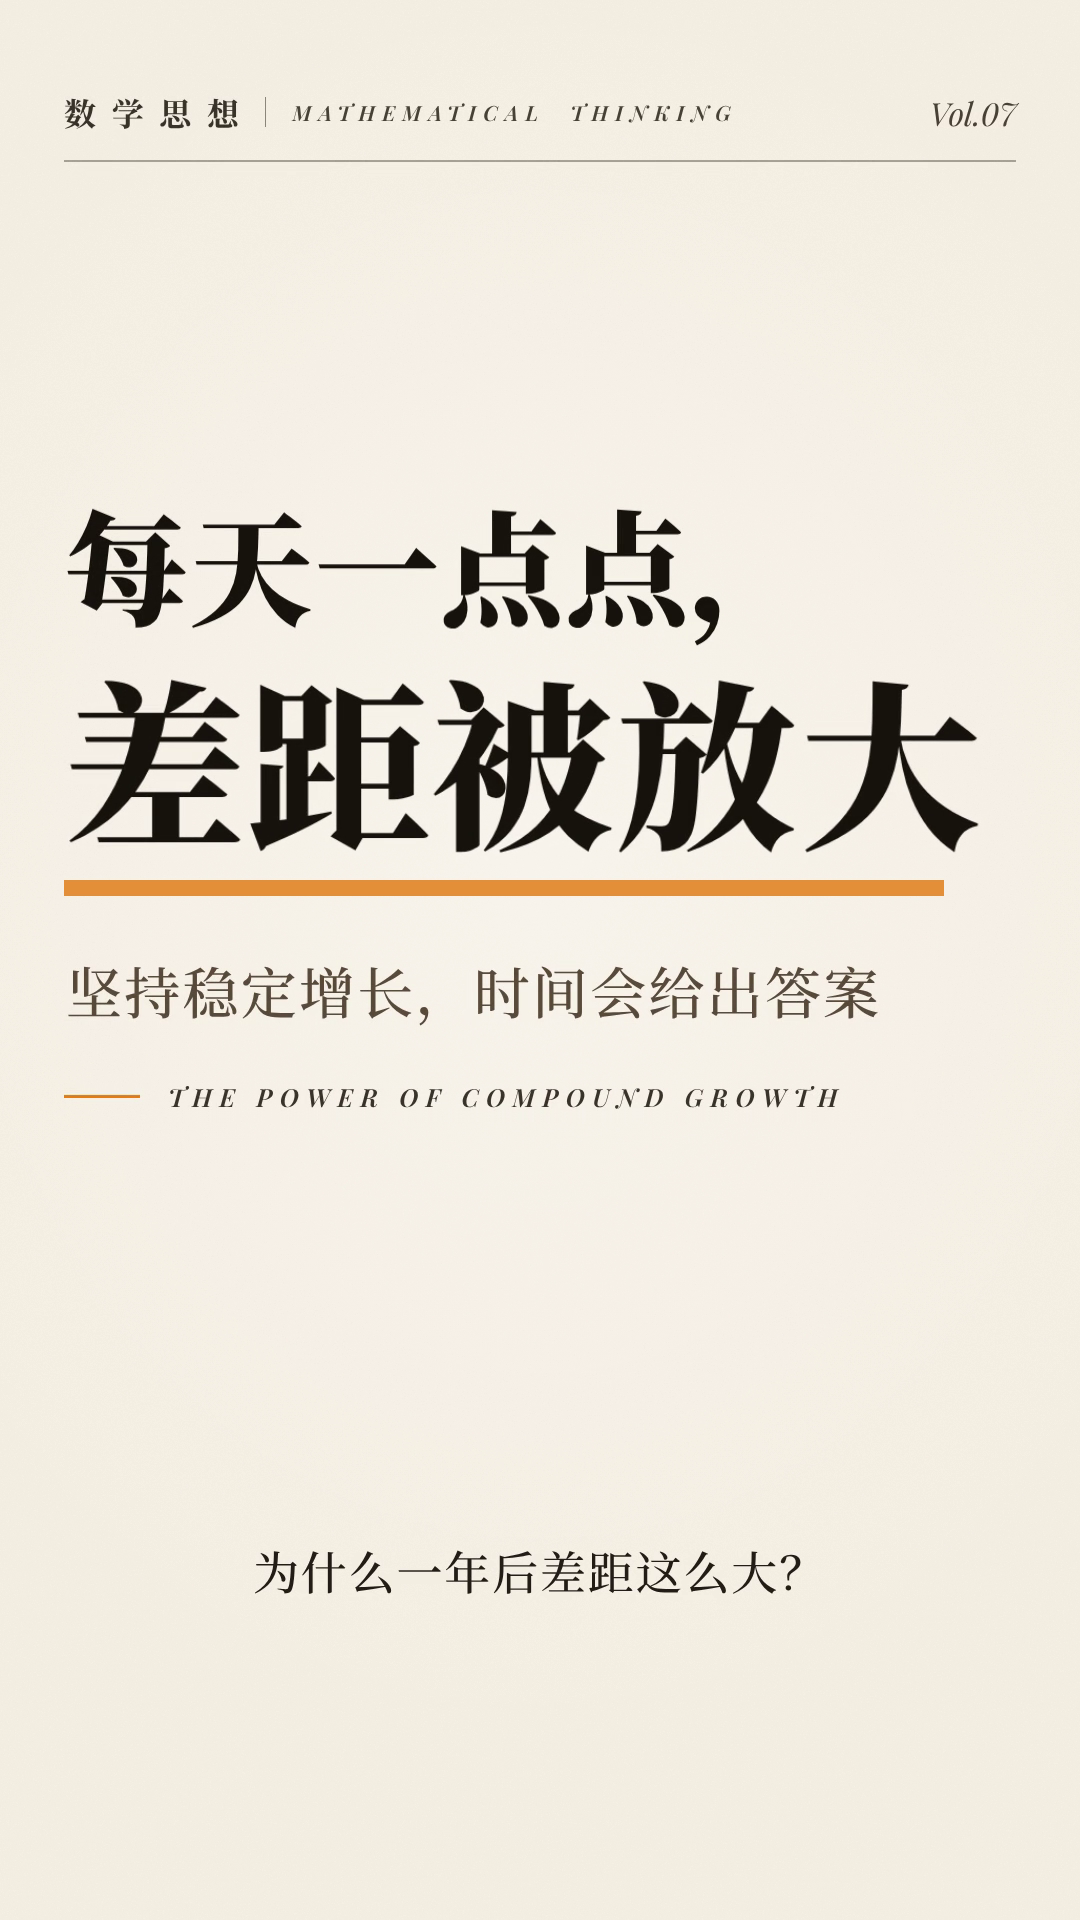 数学思想 | MATHEMATICAL THINKING Vol.07
每天一点点,
差距被放大
坚持稳定增长，时间会给出答案
THE POWER OF COMPOUND GROWTH
为什么一年后差距这么大?